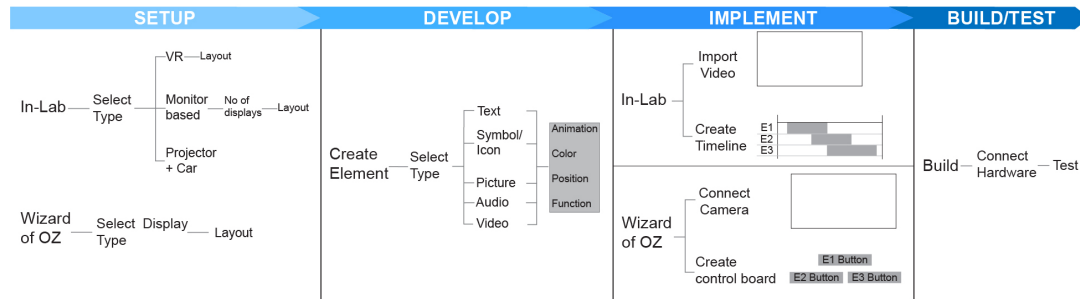 SETUP
DEVELOP
IMPLEMENT
BUILD/TEST
In-Lab
Select
Type
VR
Layout
Monitor
based
No of
displays
Layout
Projector
+ Car
Wizard
of OZ
Select
Type
Display
Layout
Create
Element
Select
Type
Text
Symbol/
Icon
Picture
Audio
Video
Animation
Color
Position
Function
In-Lab
Import
Video
Create
Timeline
E1
E2
E3
Wizard
of OZ
Connect
Camera
Create
control board
E1 Button
E2 Button
E3 Button
Build
Connect
Hardware
Test